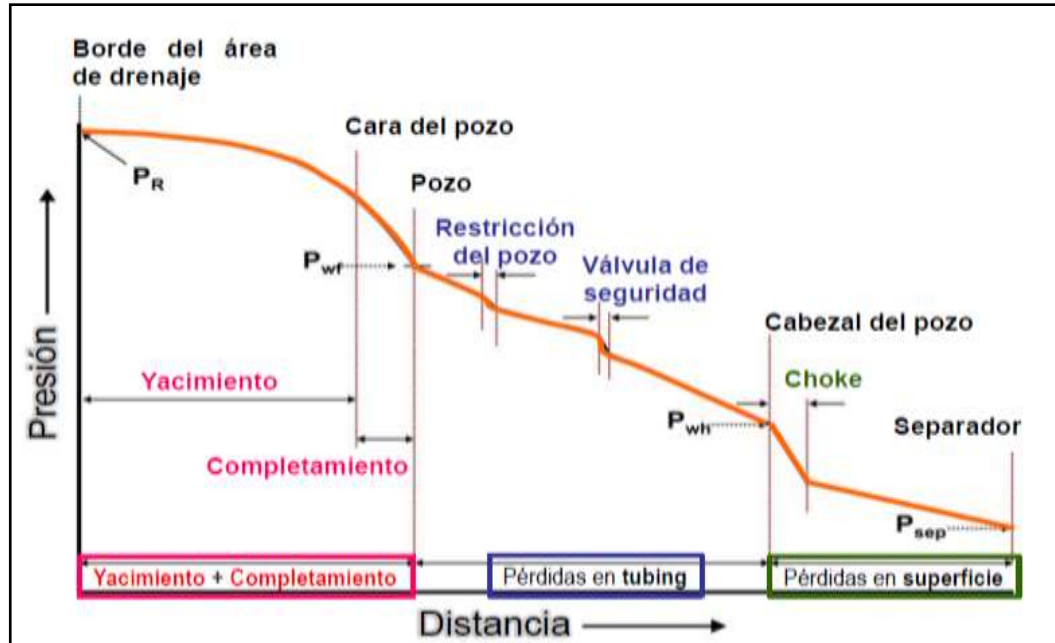 Borde del área
de drenaje
Cara del pozo
P_R
Pozo
Restricción
del pozo
P_wf
Válvula de
seguridad
Cabezal del pozo
Choke
Yacimiento
P_wh
Separador
Completamiento
P_sep
Presión
Yacimiento + Completamiento
Pérdidas en tubing
Pérdidas en superficie
Distancia